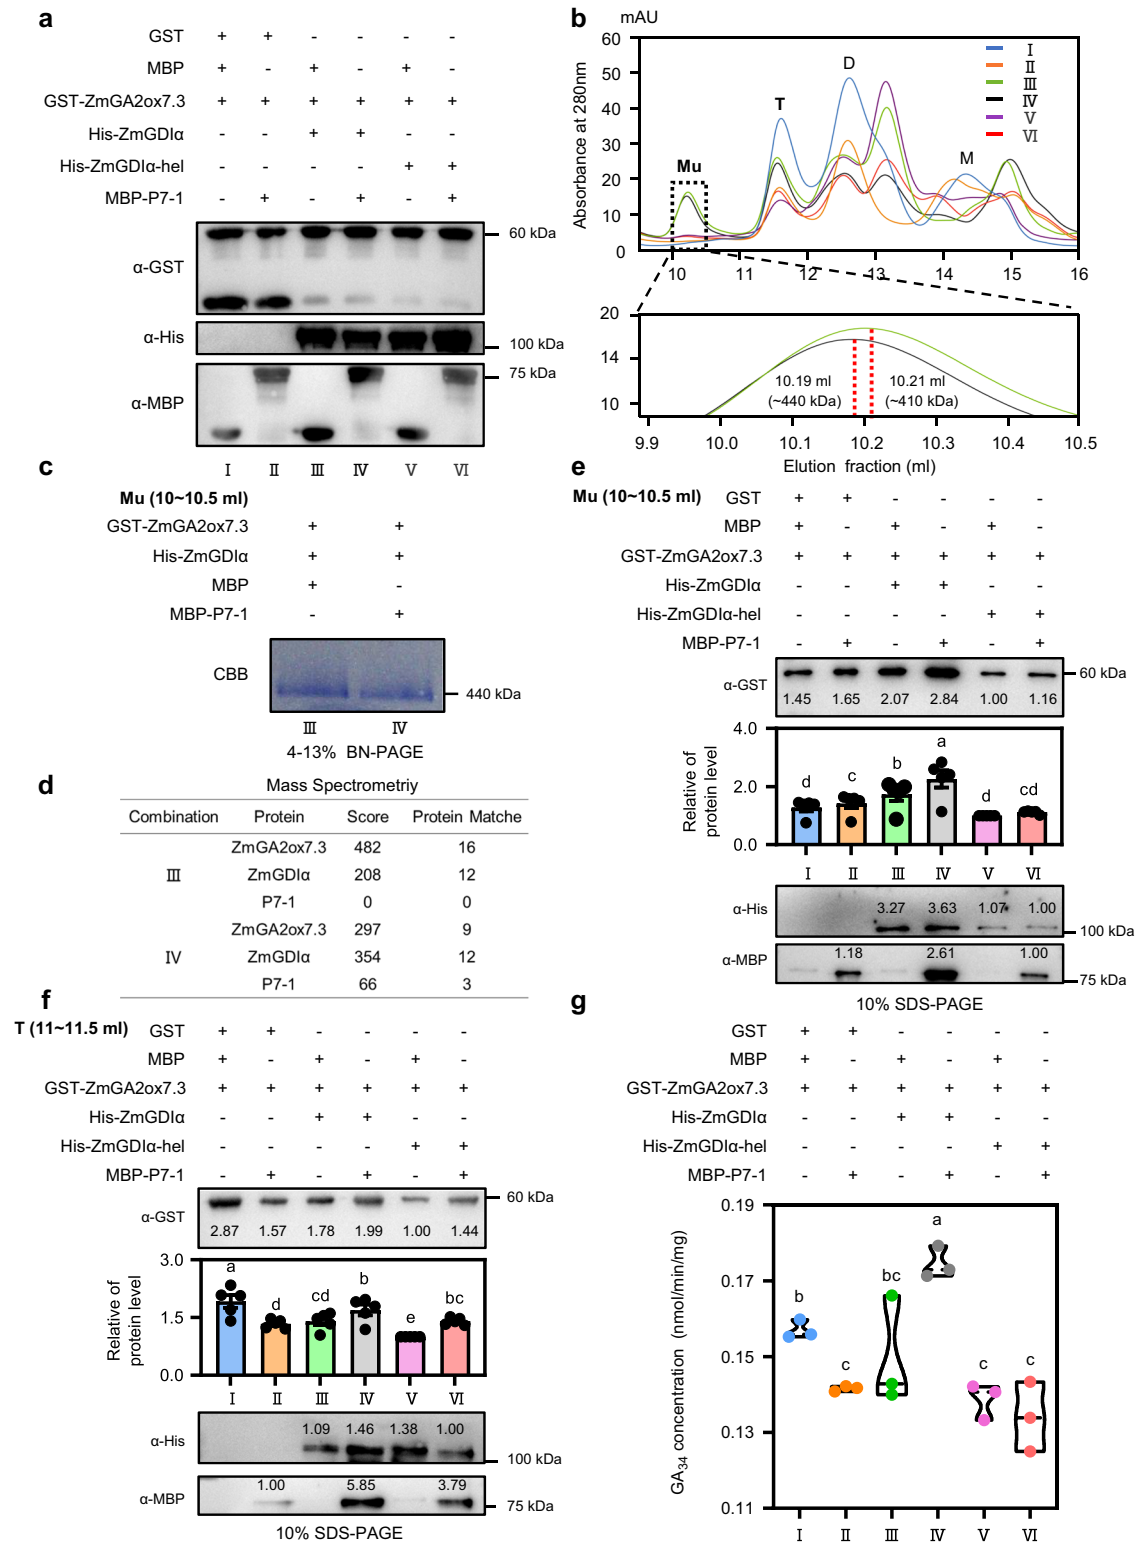 a
GST + + - - - -
MBP + - + - + -
GST-ZmGA2ox7.3 + + + + + +
His-ZmGDIα - - + + - -
His-ZmGDIα-hel - - - - + +
MBP-P7-1 - + - + - +
α-GST 60 kDa
α-His 100 kDa
α-MBP 75 kDa
Ⅰ Ⅱ Ⅲ Ⅳ Ⅴ Ⅵ
b
mAU
Absorbance at 280nm
60
50
40
30
20
10
0
Mu T D M
Ⅰ
Ⅱ
Ⅲ
Ⅳ
Ⅴ
Ⅵ
10 11 12 13 14 15 16
20
14
10
10.19 ml 10.21 ml
(~440 kDa) (~410 kDa)
9.9 10.0 10.1 10.2 10.3 10.4 10.5
Elution fraction (ml)
c
Mu (10~10.5 ml)
GST-ZmGA2ox7.3 + +
His-ZmGDIα + +
MBP + -
MBP-P7-1 - +
CBB 440 kDa
Ⅲ Ⅳ
4-13% BN-PAGE
d
Mass Spectrometriy
Combination Protein Score Protein Matche
ZmGA2ox7.3 482 16
Ⅲ ZmGDIα 208 12
P7-1 0 0
ZmGA2ox7.3 297 9
Ⅳ ZmGDIα 354 12
P7-1 66 3
e
Mu (10~10.5 ml) GST + + - - - -
MBP + - + - + -
GST-ZmGA2ox7.3 + + + + + +
His-ZmGDIα - - + + - -
His-ZmGDIα-hel - - - - + +
MBP-P7-1 - + - + - +
α-GST 60 kDa
1.45 1.65 2.07 2.84 1.00 1.16
Relative of
protein level
4.0
2.0
0.0
d c b a d cd
Ⅰ Ⅱ Ⅲ Ⅳ Ⅴ Ⅵ
α-His 3.27 3.63 1.07 1.00
100 kDa
α-MBP 1.18 2.61 1.00
75 kDa
10% SDS-PAGE
f
T (11~11.5 ml) GST + + - - - -
MBP + - + - + -
GST-ZmGA2ox7.3 + + + + + +
His-ZmGDIα - - + + - -
His-ZmGDIα-hel - - - - + +
MBP-P7-1 - + - + - +
α-GST 60 kDa
2.87 1.57 1.78 1.99 1.00 1.44
Relative of
protein level
3.0
1.5
0.0
a d cd b e bc
Ⅰ Ⅱ Ⅲ Ⅳ Ⅴ Ⅵ
α-His 1.09 1.46 1.38 1.00
100 kDa
α-MBP 1.00 5.85 3.79
75 kDa
10% SDS-PAGE
g
GST + + - - - -
MBP + - + - + -
GST-ZmGA2ox7.3 + + + + + +
His-ZmGDIα - - + + - -
His-ZmGDIα-hel - - - - + +
MBP-P7-1 - + - + - +
GA34 concentration (nmol/min/mg)
0.19
0.17
0.15
0.13
0.11
b c bc a c c
Ⅰ Ⅱ Ⅲ Ⅳ Ⅴ Ⅵ